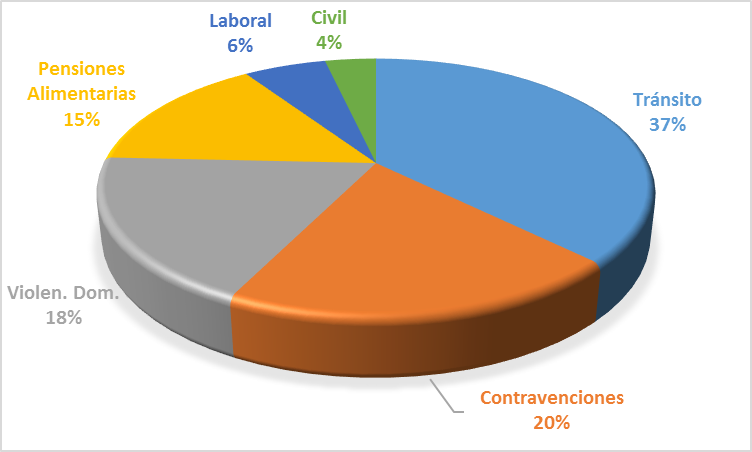 Laboral
6%
Civil
4%
Pensiones
Alimentarias
15%
Tránsito
37%
Violen. Dom.
18%
Contravenciones
20%